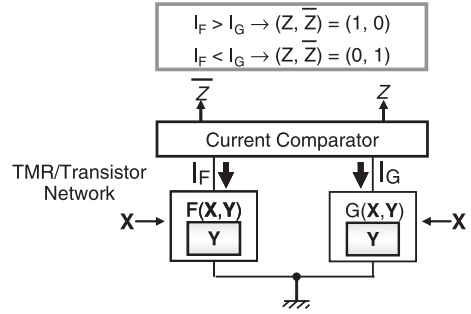 I_F > I_G → (Z, Z̅) = (1, 0)
I_F < I_G → (Z, Z̅) = (0, 1)
Z̅ Z
Current Comparator
TMR/Transistor
Network
I_F I_G
F(X,Y) G(X,Y)
X Y Y X